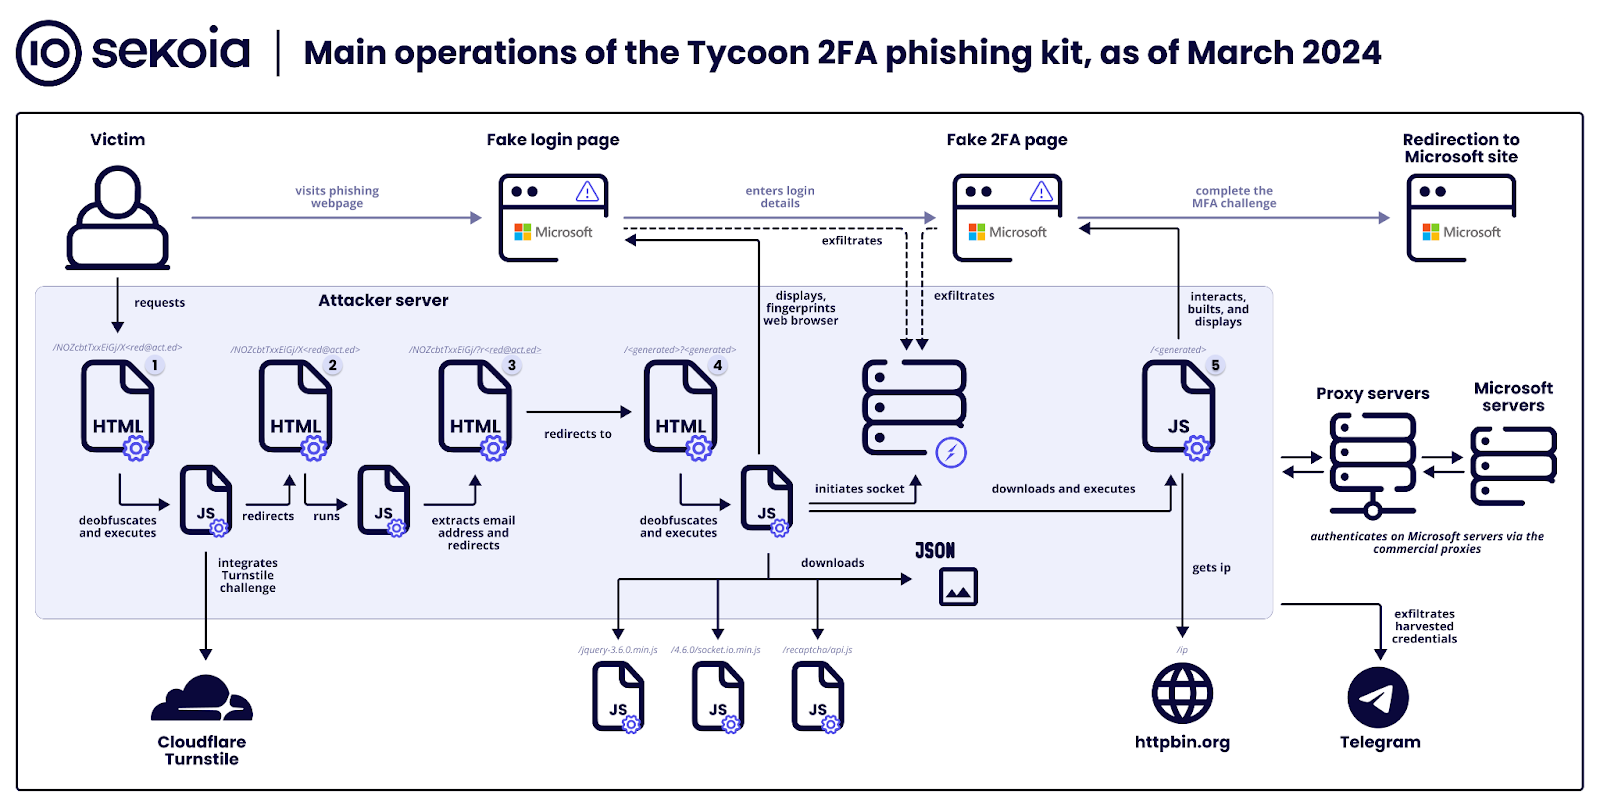 IO sekoia
Main operations of the Tycoon 2FA phishing kit, as of March 2024
Victim
Fake login page
Fake 2FA page
Redirection to
Microsoft site
visits phishing
webpage
enters login
details
complete the
MFA challenge
Microsoft
Microsoft
Microsoft
exfiltrates
requests
Attacker server
displays,
fingerprints
web browser
exfiltrates
interacts,
builts, and
displays
/NOZcbtTxxEiGj/X<red@act.ed>
/NOZcbtTxxEiGj/X<red@act.ed>
/NOZcbtTxxEiGj/?r<red@act.ed>
/<generated>?<generated>
/<generated>
1
2
3
4
5
HTML
HTML
HTML
HTML
JS
redirects to
Proxy servers
Microsoft
servers
deobfuscates
and executes
JS
redirects
runs
JS
extracts email
address and
redirects
deobfuscates
and executes
JS
initiates socket
downloads and executes
authenticates on Microsoft servers via the
commercial proxies
integrates
Turnstile
challenge
downloads
JSON
gets ip
exfiltrates
harvested
credentials
/jquery-3.6.0.min.js
/4.6.0/socket.io.min.js
/recaptcha/api.js
/ip
JS
JS
JS
Cloudflare
Turnstile
httpbin.org
Telegram